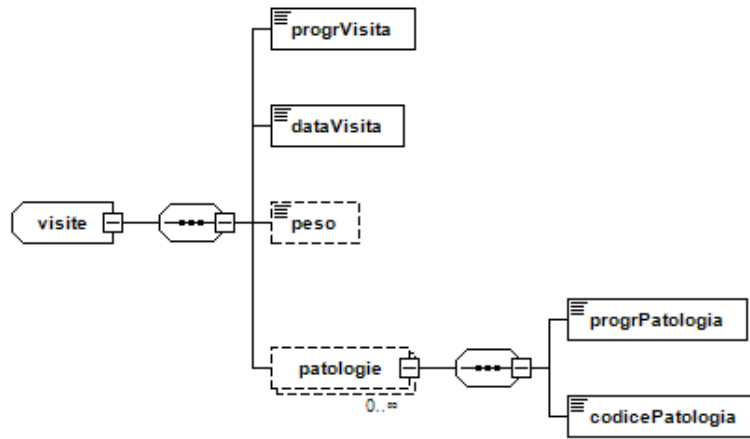 progrVisita
dataVisita
visite
peso
patologie
0..∞
progrPatologia
codicePatologia